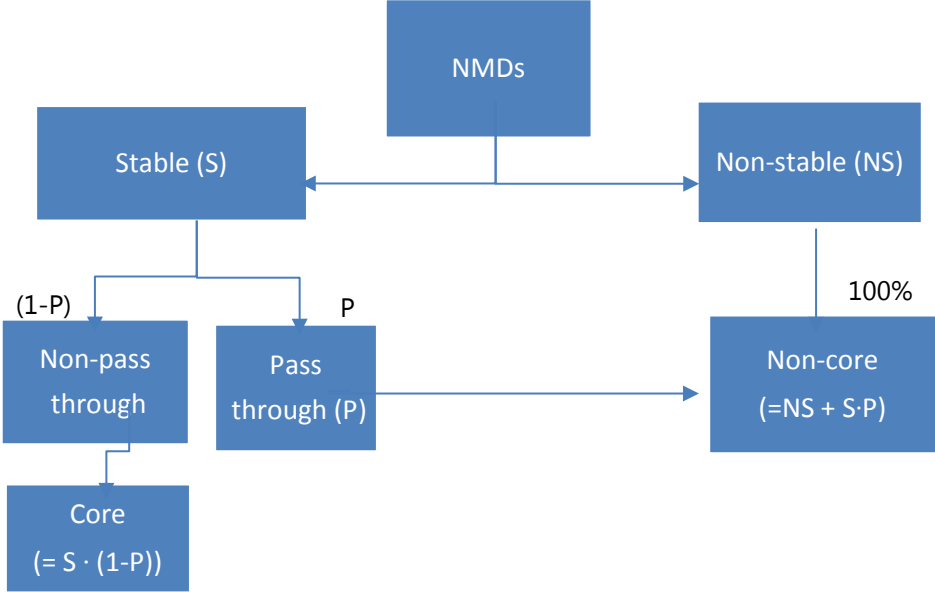 NMDs
Stable (S)
Non-stable (NS)
(1-P)
P
100%
Non-pass
through
Pass
through (P)
Non-core
(=NS + S·P)
Core
(= S · (1-P))